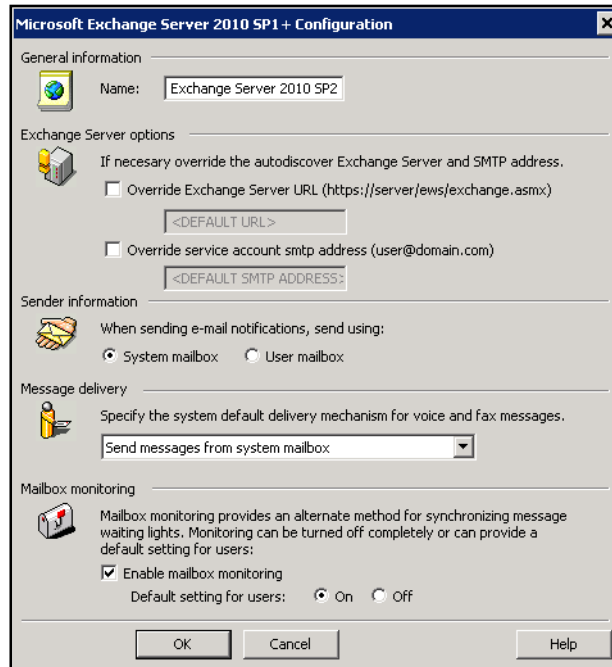 Microsoft Exchange Server 2010 SP1+ Configuration
General information
Name: Exchange Server 2010 SP2
Exchange Server options
If necesary override the autodiscover Exchange Server and SMTP address.
Override Exchange Server URL (https://server/ews/exchange.asmx)
<DEFAULT URL>
Override service account smtp address (user@domain.com)
<DEFAULT SMTP ADDRESS>
Sender information
When sending e-mail notifications, send using:
System mailbox User mailbox
Message delivery
Specify the system default delivery mechanism for voice and fax messages.
Send messages from system mailbox
Mailbox monitoring
Mailbox monitoring provides an alternate method for synchronizing message
waiting lights. Monitoring can be turned off completely or can provide a
default setting for users:
Enable mailbox monitoring
Default setting for users: On Off
OK Cancel Help